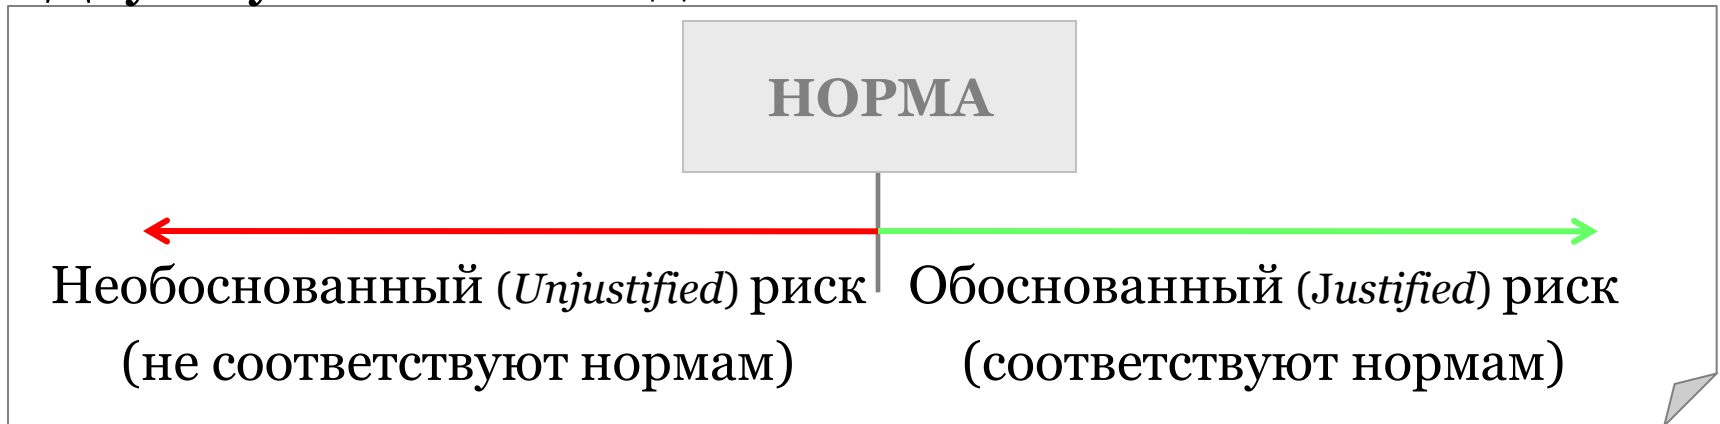 НОРМА
Необоснованный (Unjustified) риск
Обоснованный (Justified) риск
(не соответствуют нормам)
(соответствуют нормам)